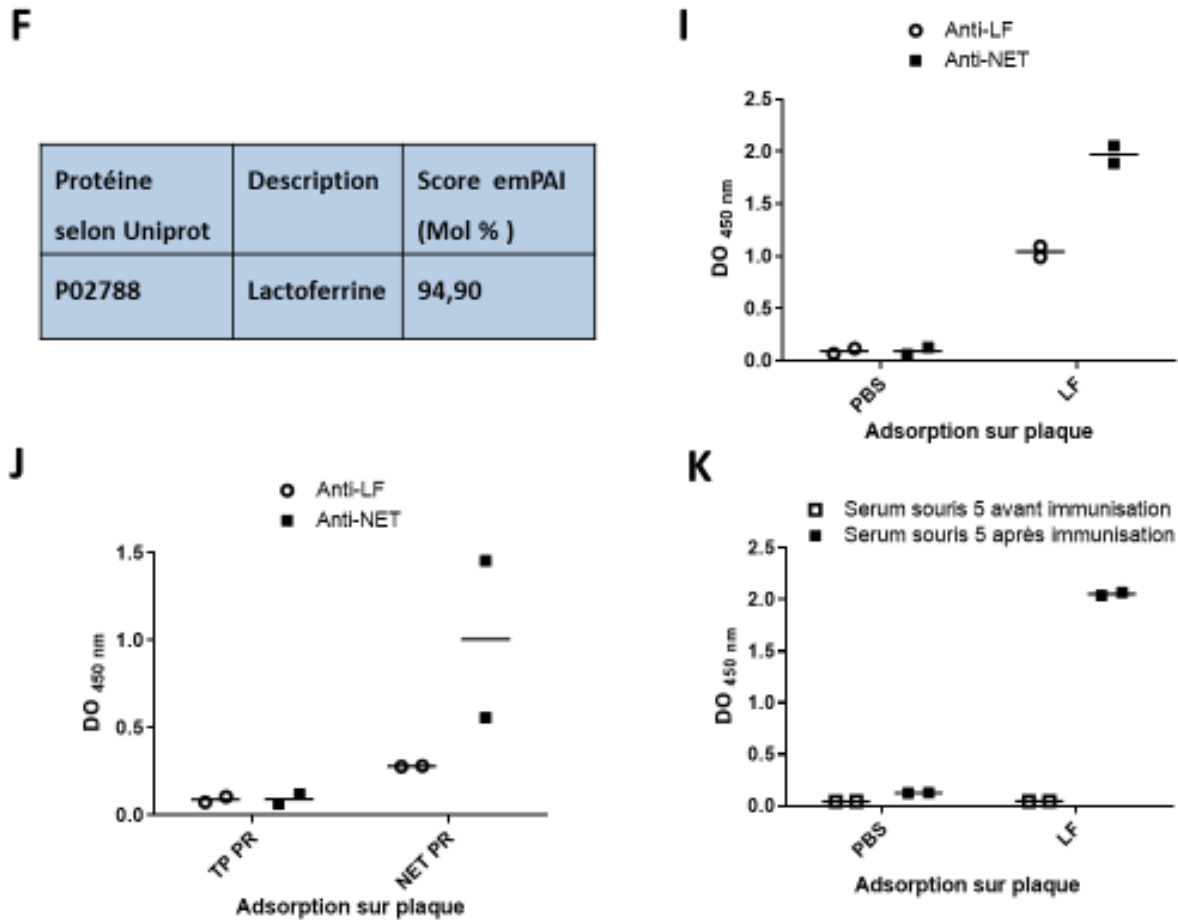 F
Protéine selon Uniprot
Description
Score emPAI (Mol % )
P02788
Lactoferrine
94,90
I
Anti-LF
Anti-NET
2.5
2.0
1.5
1.0
0.5
0.0
DO 450 nm
PBS
LF
Adsorption sur plaque
J
Anti-LF
Anti-NET
1.5
1.0
0.5
0.0
DO 450 nm
TP PR
NET PR
Adsorption sur plaque
K
Serum souris 5 avant immunisation
Serum souris 5 après immunisation
2.5
2.0
1.5
1.0
0.5
0.0
DO 450 nm
PBS
LF
Adsorption sur plaque